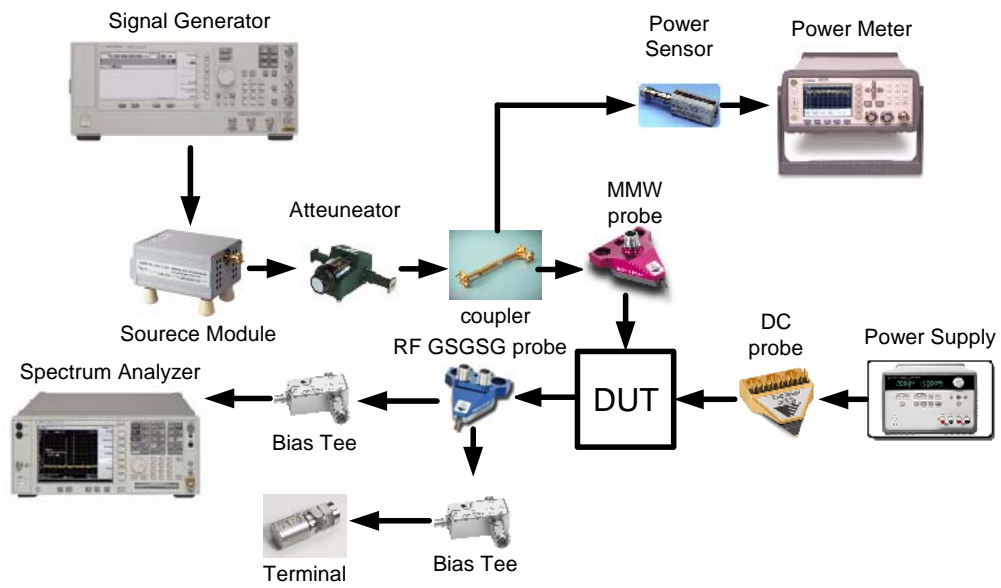 Signal Generator
Power
Sensor
Power Meter
Atteuneator
MMW
probe
Sourece Module
coupler
DC
probe
Power Supply
RF GSGSG probe
Spectrum Analyzer
DUT
Bias Tee
Bias Tee
Terminal